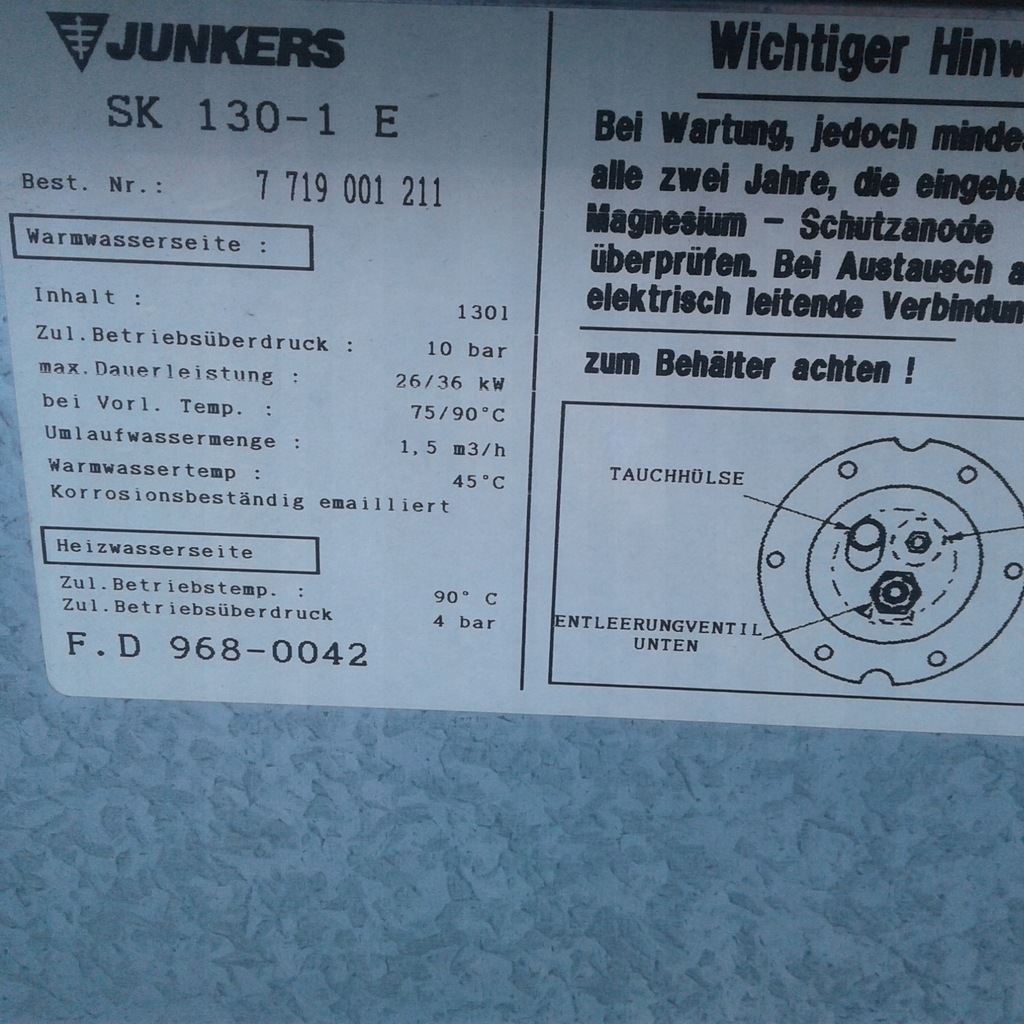 JUNKERS
SK 130-1 E
Best. Nr.: 7 719 001 211
Warmwasserseite :
Inhalt : 130l
Zul.Betriebsüberdruck : 10 bar
max.Dauerleistung : 26/36 kW
bei Vorl. Temp. : 75/90°C
Umlaufwassermenge : 1,5 m3/h
Warmwassertemp : 45°C
Korrosionsbeständig emailliert
Heizwasserseite
Zul.Betriebstemp. : 90° C
Zul.Betriebsüberdruck 4 bar
F.D 968-0042
Wichtiger
Bei Wartung, jedoch
alle zwei Jahre, die
Magnesium - Schutzanode
überprüfen. Bei Austausch
elektrisch leitende
zum Behälter achten !
TAUCHHÜLSE
ENTLEERUNGVENTIL
UNTEN